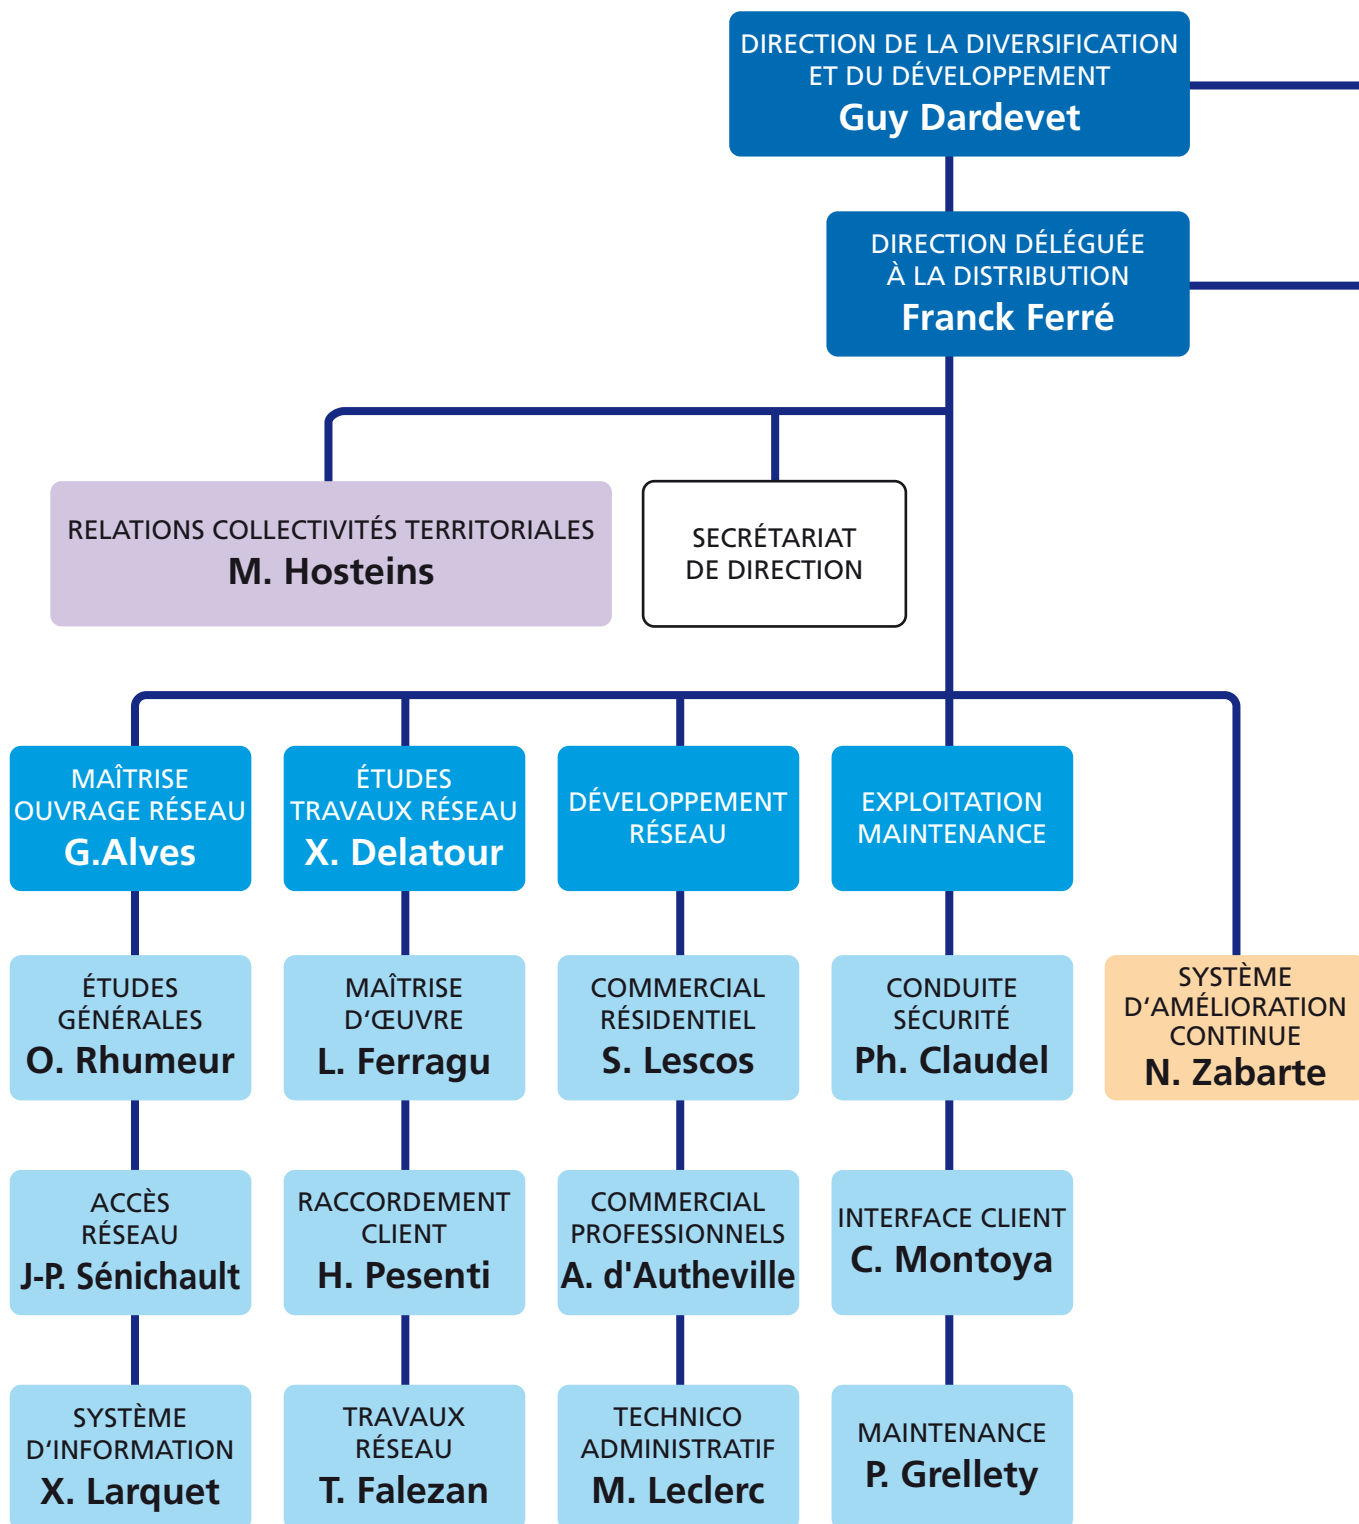 DIRECTION DE LA DIVERSIFICATION
ET DU DÉVELOPPEMENT
Guy Dardevet
DIRECTION DÉLÉGUÉE
À LA DISTRIBUTION
Franck Ferré
RELATIONS COLLECTIVITÉS TERRITORIALES
M. Hosteins
SECRÉTARIAT
DE DIRECTION
MAÎTRISE
OUVRAGE RÉSEAU
G.Alves
ÉTUDES
TRAVAUX RÉSEAU
X. Delatour
DÉVELOPPEMENT
RÉSEAU
EXPLOITATION
MAINTENANCE
ÉTUDES
GÉNÉRALES
O. Rhumeur
MAÎTRISE
D‘ŒUVRE
L. Ferragu
COMMERCIAL
RÉSIDENTIEL
S. Lescos
CONDUITE
SÉCURITÉ
Ph. Claudel
SYSTÈME
D‘AMÉLIORATION
CONTINUE
N. Zabarte
ACCÈS
RÉSEAU
J-P. Sénichault
RACCORDEMENT
CLIENT
H. Pesenti
COMMERCIAL
PROFESSIONNELS
A. d'Autheville
INTERFACE CLIENT
C. Montoya
SYSTÈME
D‘INFORMATION
X. Larquet
TRAVAUX
RÉSEAU
T. Falezan
TECHNICO
ADMINISTRATIF
M. Leclerc
MAINTENANCE
P. Grellety